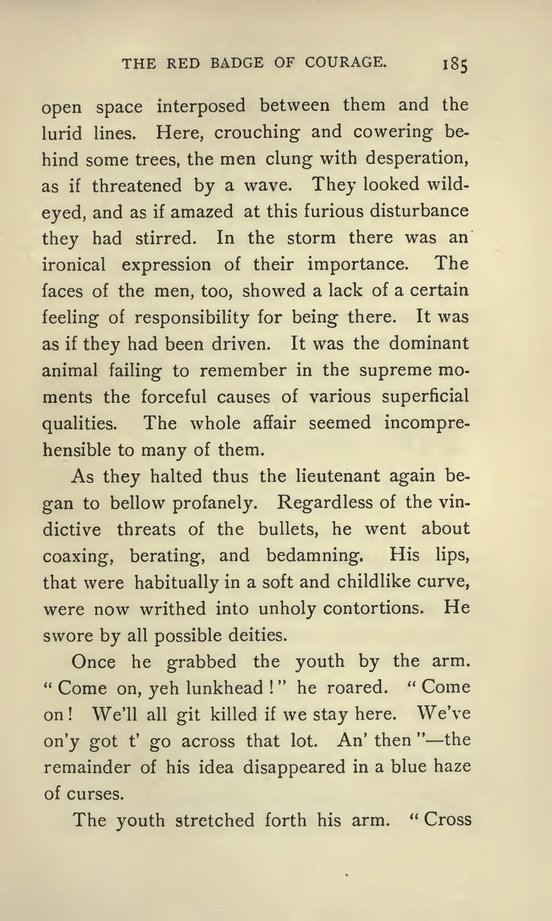 THE RED BADGE OF COURAGE. 185
open space interposed between them and the
lurid lines. Here, crouching and cowering be-
hind some trees, the men clung with desperation,
as if threatened by a wave. They looked wild-
eyed, and as if amazed at this furious disturbance
they had stirred. In the storm there was an
ironical expression of their importance. The
faces of the men, too, showed a lack of a certain
feeling of responsibility for being there. It was
as if they had been driven. It was the dominant
animal failing to remember in the supreme mo-
ments the forceful causes of various superficial
qualities. The whole affair seemed incompre-
hensible to many of them.
As they halted thus the lieutenant again be-
gan to bellow profanely. Regardless of the vin-
dictive threats of the bullets, he went about
coaxing, berating, and bedamning. His lips,
that were habitually in a soft and childlike curve,
were now writhed into unholy contortions. He
swore by all possible deities.
Once he grabbed the youth by the arm.
“ Come on, yeh lunkhead ! ” he roared. “ Come
on ! We'll all git killed if we stay here. We've
on'y got t' go across that lot. An' then ”—the
remainder of his idea disappeared in a blue haze
of curses.
The youth stretched forth his arm. “ Cross